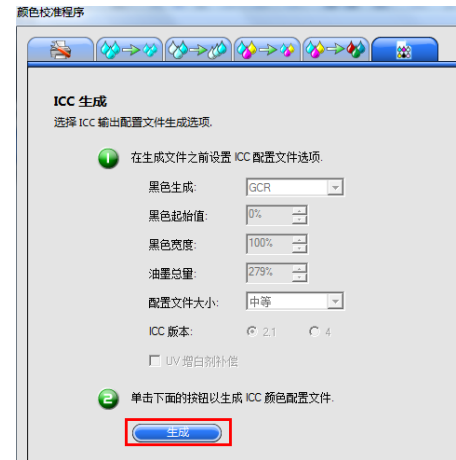 颜色校准程序
ICC 生成
选择 ICC 输出配置文件生成选项.
1 在生成文件之前设置 ICC 配置文件选项.
黑色生成: GCR
黑色起始值: 0%
黑色宽度: 100%
油墨总量: 279%
配置文件大小: 中等
ICC 版本: 2.1 4
UV 增白剂补偿
2 单击下面的按钮以生成 ICC 颜色配置文件.
生成